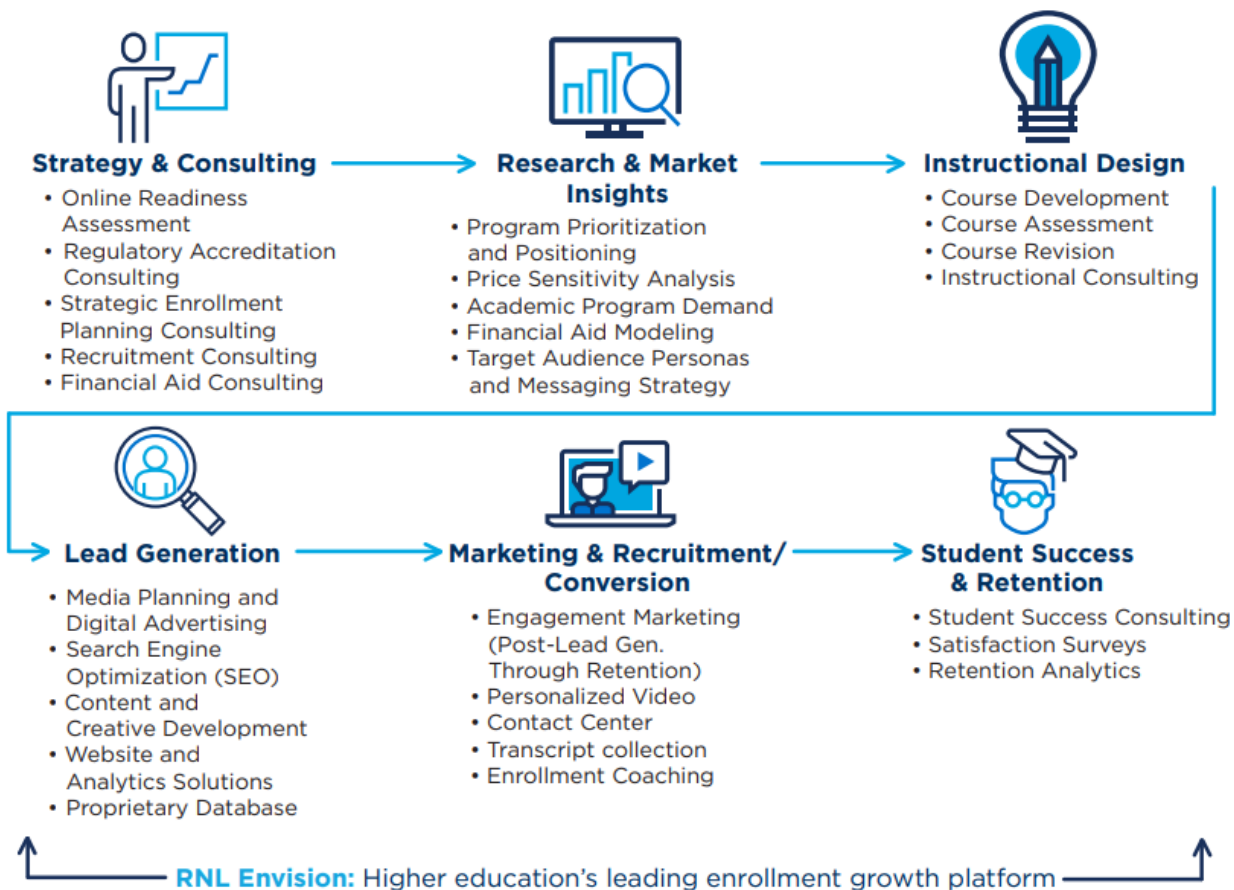 Strategy & Consulting
• Online Readiness
Assessment
• Regulatory Accreditation
Consulting
• Strategic Enrollment
Planning Consulting
• Recruitment Consulting
• Financial Aid Consulting
Research & Market
Insights
• Program Prioritization
and Positioning
• Price Sensitivity Analysis
• Academic Program Demand
• Financial Aid Modeling
• Target Audience Personas
and Messaging Strategy
Instructional Design
• Course Development
• Course Assessment
• Course Revision
• Instructional Consulting
Lead Generation
• Media Planning and
Digital Advertising
• Search Engine
Optimization (SEO)
• Content and
Creative Development
• Website and
Analytics Solutions
• Proprietary Database
Marketing & Recruitment/
Conversion
• Engagement Marketing
(Post-Lead Gen.
Through Retention)
• Personalized Video
• Contact Center
• Transcript collection
• Enrollment Coaching
Student Success
& Retention
• Student Success Consulting
• Satisfaction Surveys
• Retention Analytics
RNL Envision: Higher education’s leading enrollment growth platform